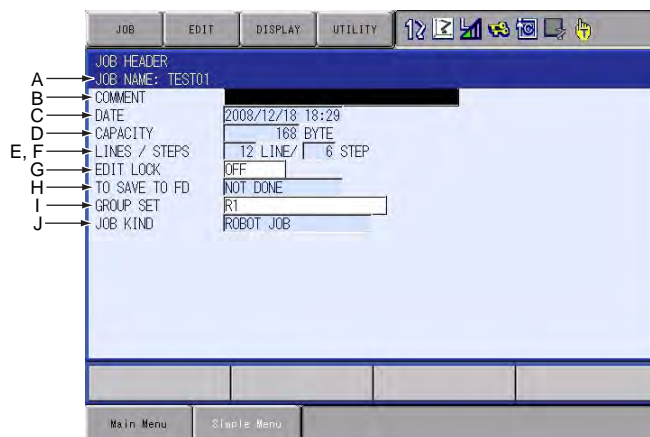 JOB EDIT DISPLAY UTILITY
JOB HEADER
A JOB NAME: TEST01
B COMMENT
C DATE 2008/12/18 18:29
D CAPACITY 168 BYTE
E, F LINES / STEPS 12 LINE/ 6 STEP
G EDIT LOCK OFF
H TO SAVE TO FD NOT DONE
I GROUP SET R1
J JOB KIND ROBOT JOB
Main Menu Simple Menu